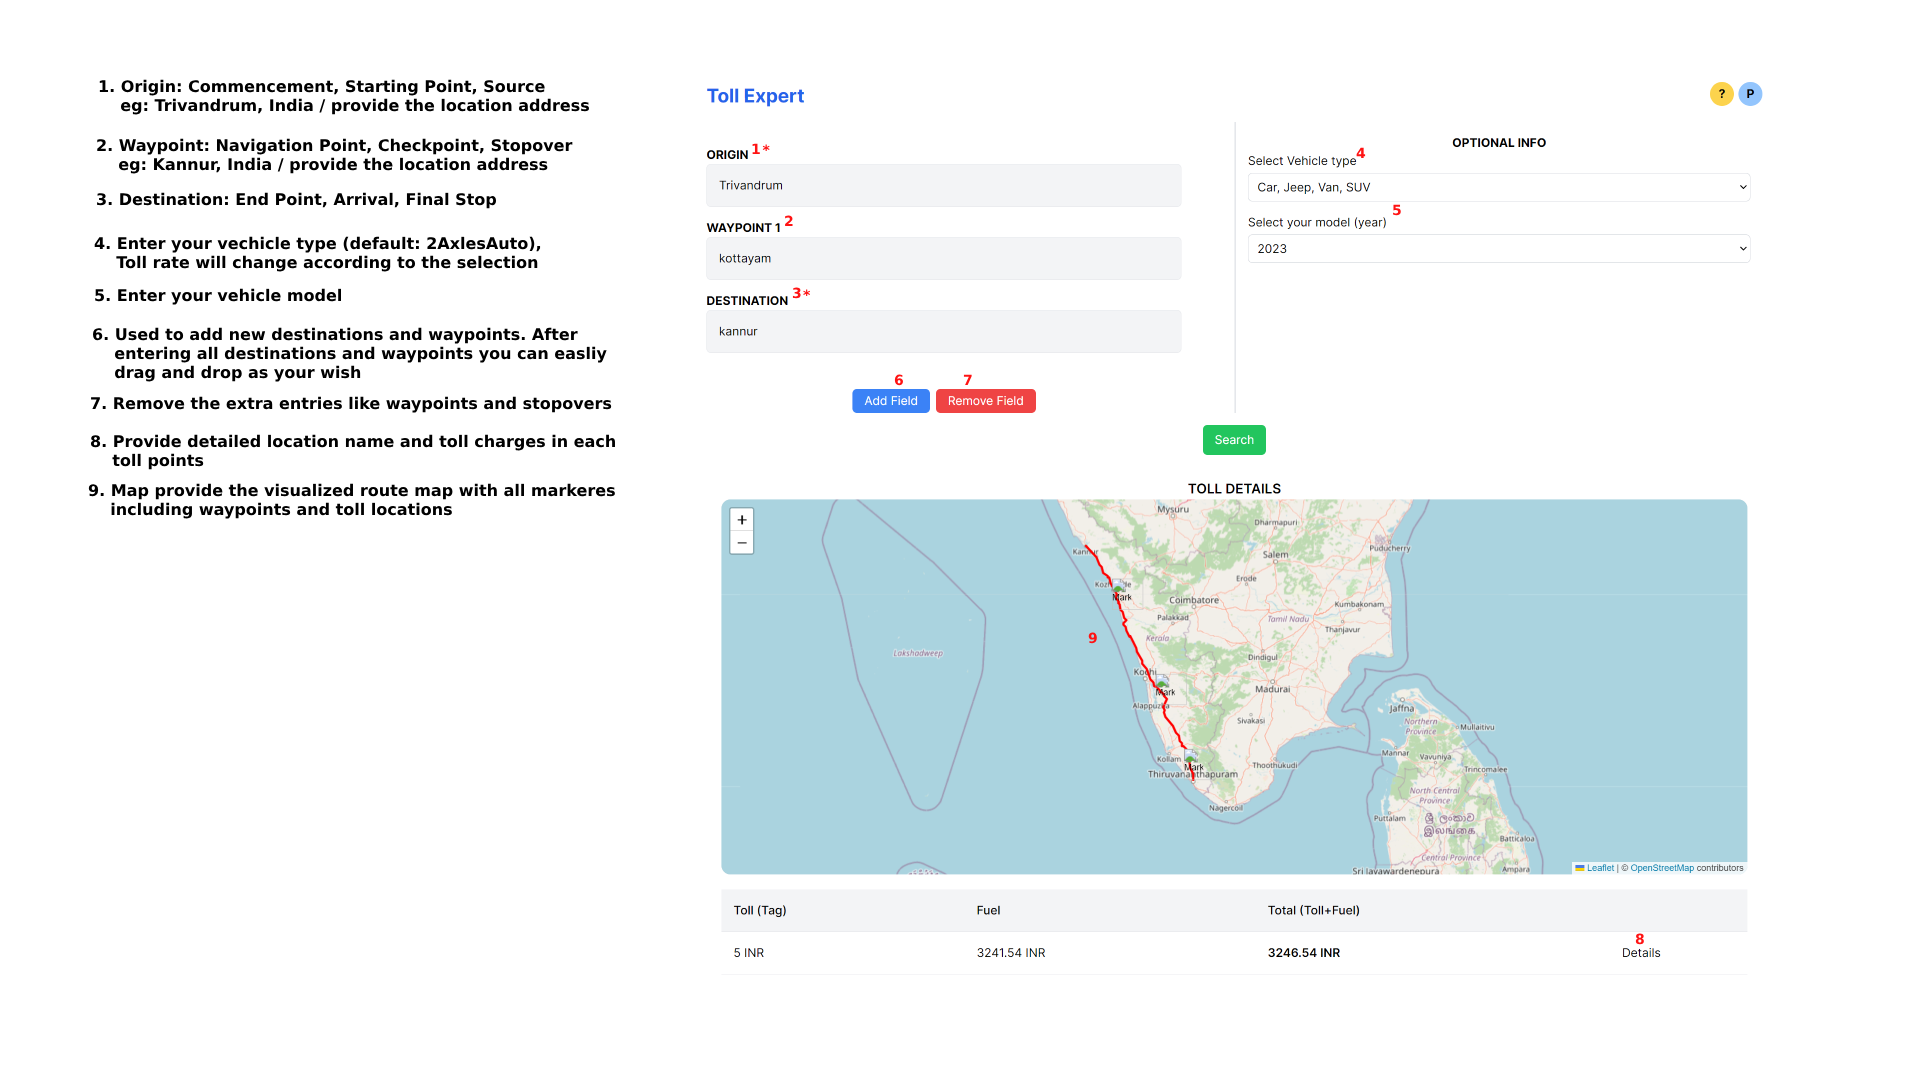 1. Origin: Commencement, Starting Point, Source
eg: Trivandrum, India / provide the location address
2. Waypoint: Navigation Point, Checkpoint, Stopover
eg: Kannur, India / provide the location address
3. Destination: End Point, Arrival, Final Stop
4. Enter your vechicle type (default: 2AxlesAuto),
Toll rate will change according to the selection
5. Enter your vehicle model
6. Used to add new destinations and waypoints. After
entering all destinations and waypoints you can easliy
drag and drop as your wish
7. Remove the extra entries like waypoints and stopovers
8. Provide detailed location name and toll charges in each
toll points
9. Map provide the visualized route map with all markeres
including waypoints and toll locations
Toll Expert
? P
ORIGIN 1*
Trivandrum
WAYPOINT 1 2
kottayam
DESTINATION 3*
kannur
6 7
Add Field Remove Field
OPTIONAL INFO
Select Vehicle type 4
Car, Jeep, Van, SUV
Select your model (year) 5
2023
Search
TOLL DETAILS
+
−
Mysuru
Dharmapuri
Kannur
Puducherry
Salem
Erode
Mark
Coimbatore
Kumbakonam
Palakkad
Tamil Nadu
Thanjavur
9
Kerala
Lakshadweep
Dindigul
Kochi
Mark
Madurai
Alappuzha
Jaffna
Sivakasi
Northern
Province
Mullaitivu
Kollam
Mannar
Vavuniya
Mark
Thoothukudi
Trincomalee
Thiruvananthapuram
North Central
Province
Nagercoil
Puttalam
ශ්‍රී ලංකාව
இலங்கை
Batticaloa
Central Province
Sri Jayawardenepura
Ampara
Leaflet | © OpenStreetMap contributors
Toll (Tag) Fuel Total (Toll+Fuel)
8
5 INR 3241.54 INR 3246.54 INR Details